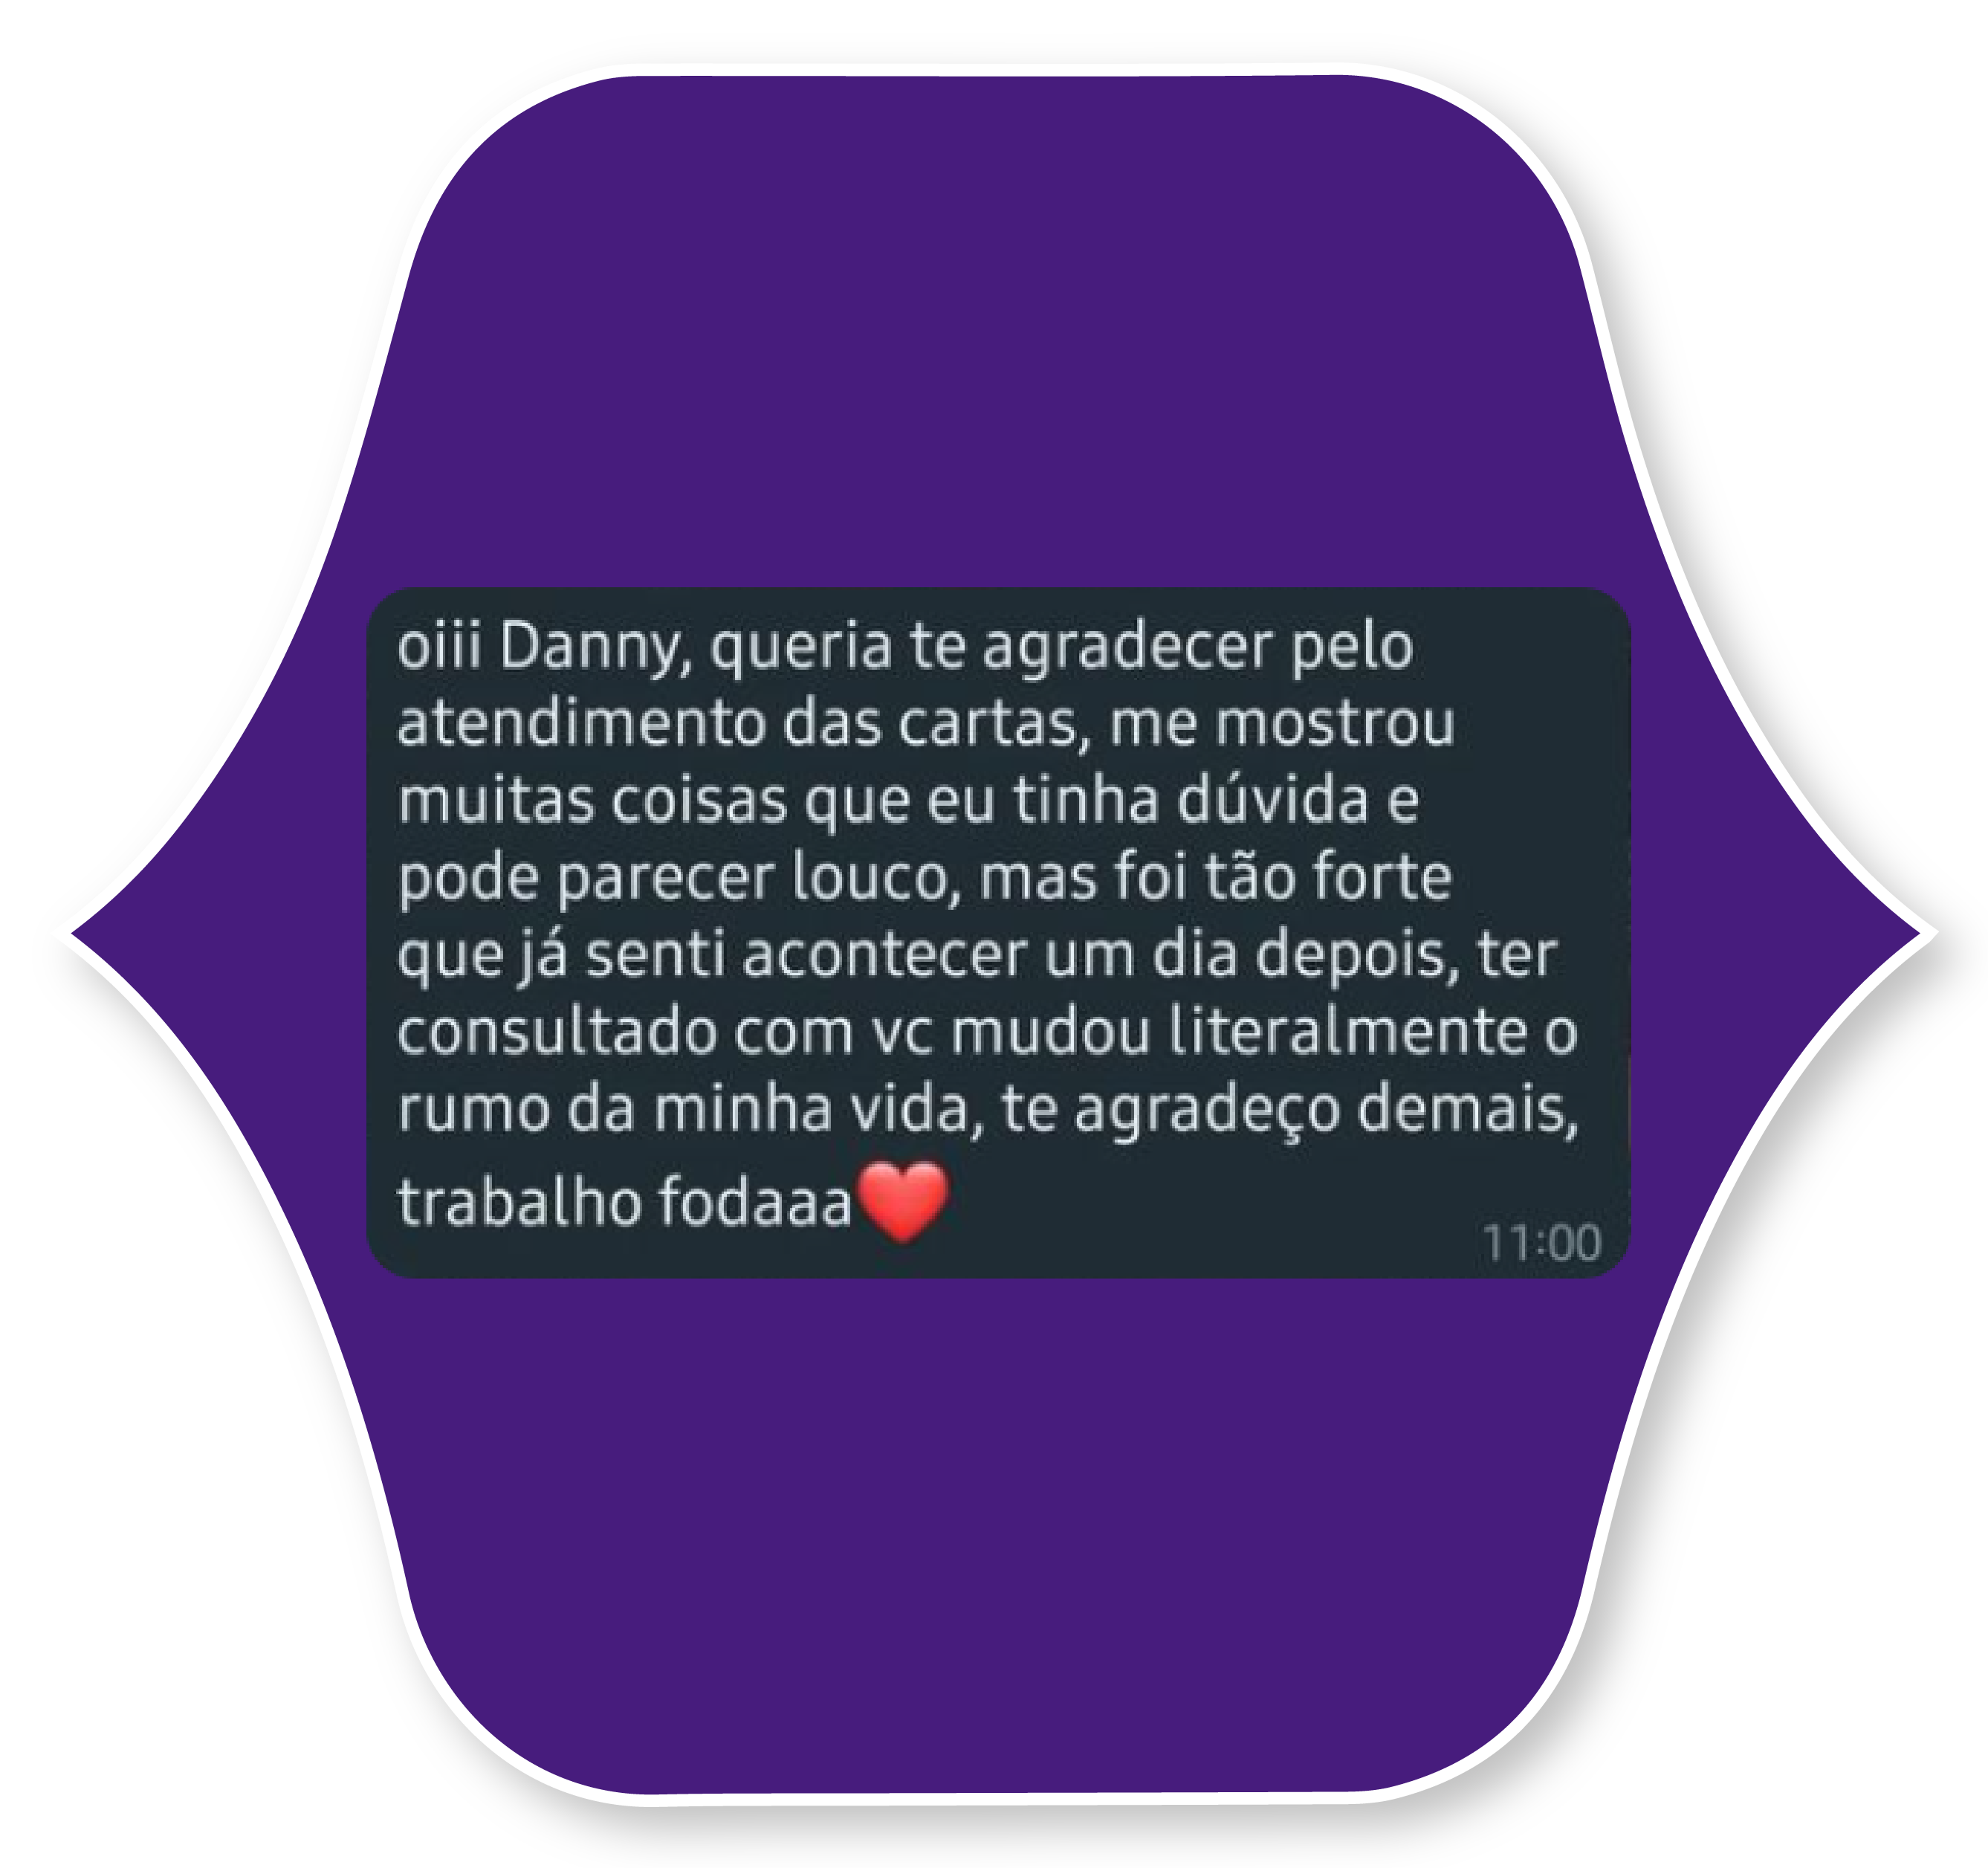 oiii Danny, queria te agradecer pelo
atendimento das cartas, me mostrou
muitas coisas que eu tinha dúvida e
pode parecer louco, mas foi tão forte
que já senti acontecer um dia depois, ter
consultado com vc mudou literalmente o
rumo da minha vida, te agradeço demais,
trabalho fodaaa❤️
11:00